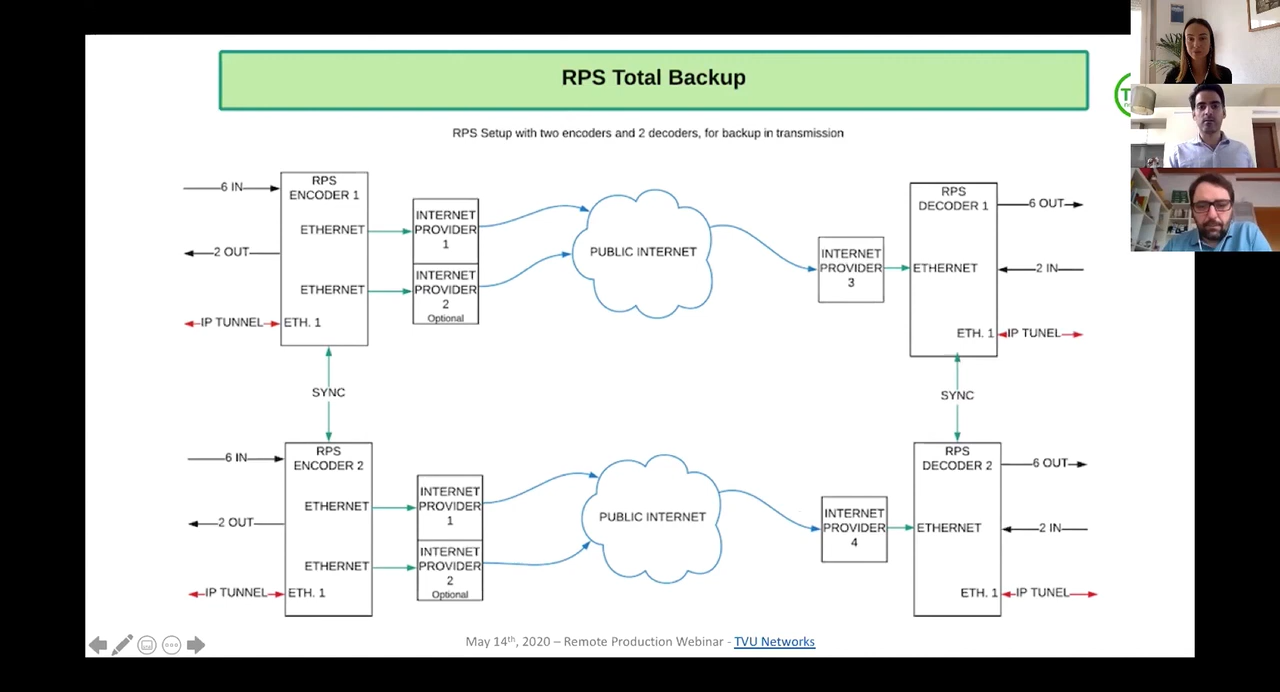 RPS Total Backup
RPS Setup with two encoders and 2 decoders, for backup in transmission
6 IN
2 OUT
IP TUNNEL
RPS
ENCODER 1
ETHERNET
ETHERNET
ETH. 1
INTERNET
PROVIDER
1
INTERNET
PROVIDER
2
Optional
PUBLIC INTERNET
INTERNET
PROVIDER
3
RPS
DECODER 1
ETHERNET
ETH. 1
6 OUT
2 IN
IP TUNEL
SYNC
SYNC
6 IN
2 OUT
IP TUNNEL
RPS
ENCODER 2
ETHERNET
ETHERNET
ETH. 1
INTERNET
PROVIDER
1
INTERNET
PROVIDER
2
Optional
PUBLIC INTERNET
INTERNET
PROVIDER
4
RPS
DECODER 2
ETHERNET
ETH. 1
6 OUT
2 IN
IP TUNEL
May 14th, 2020 – Remote Production Webinar - TVU Networks